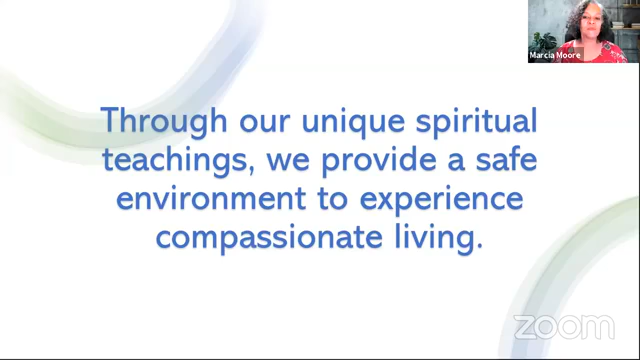 Marcia Moore
Through our unique spiritual
teachings, we provide a safe
environment to experience
compassionate living.
zoom